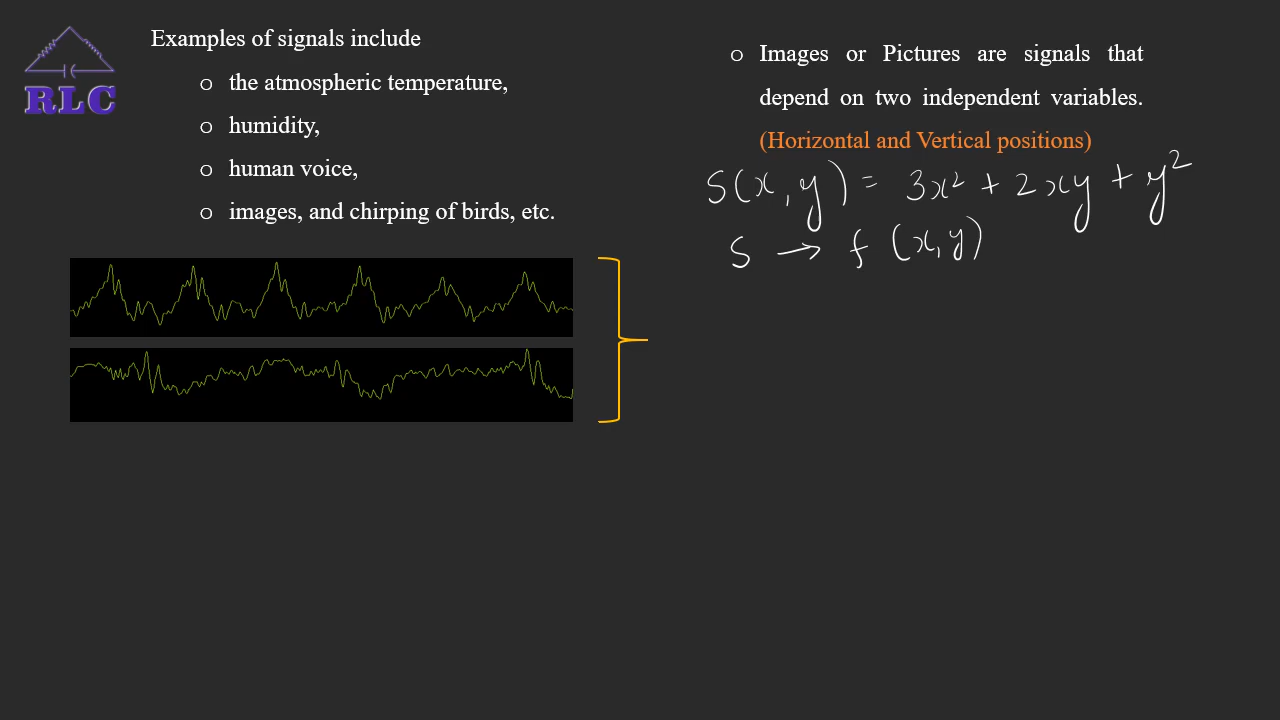 RLC
Examples of signals include
o the atmospheric temperature,
o humidity,
o human voice,
o images, and chirping of birds, etc.
o Images or Pictures are signals that
depend on two independent variables.
(Horizontal and Vertical positions)
S(x, y) = 3x² + 2xy + y²
S → f (x, y)